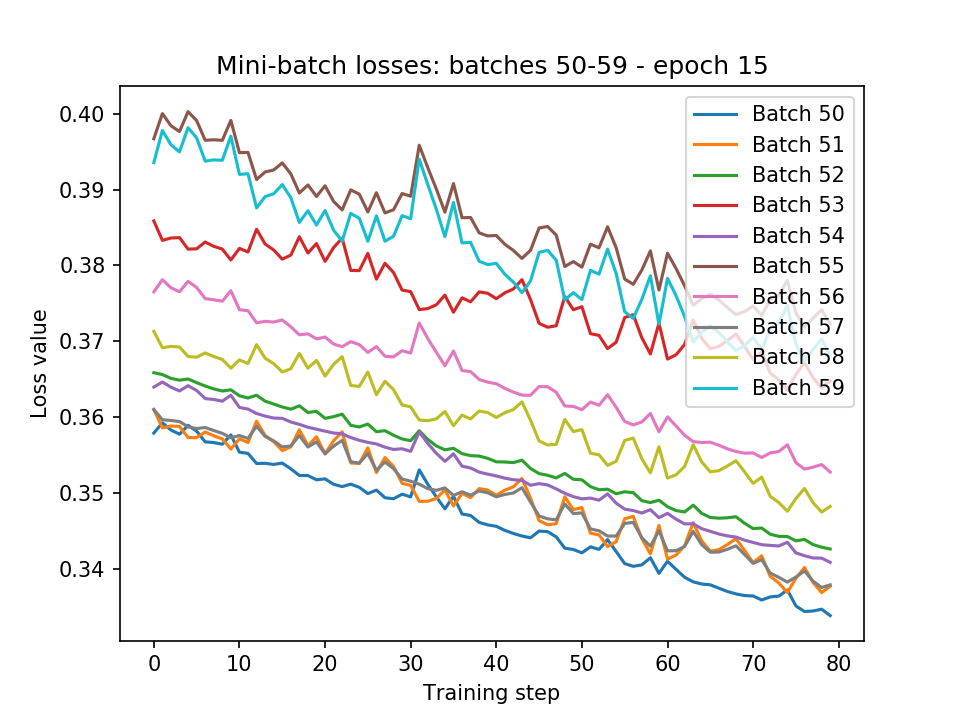 Mini-batch losses: batches 50-59 - epoch 15
Loss value
0.40
0.39
0.38
0.37
0.36
0.35
0.34
Batch 50
Batch 51
Batch 52
Batch 53
Batch 54
Batch 55
Batch 56
Batch 57
Batch 58
Batch 59
0 10 20 30 40 50 60 70 80
Training step